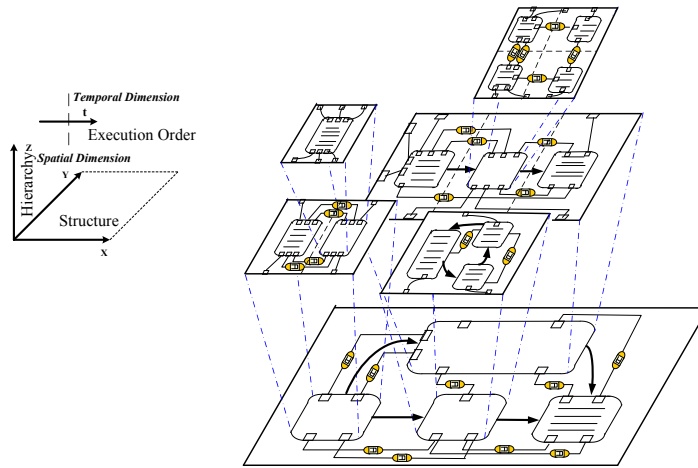 Temporal Dimension
t
Execution Order
Z
Spatial Dimension
Hierarchy
Y
Structure
X